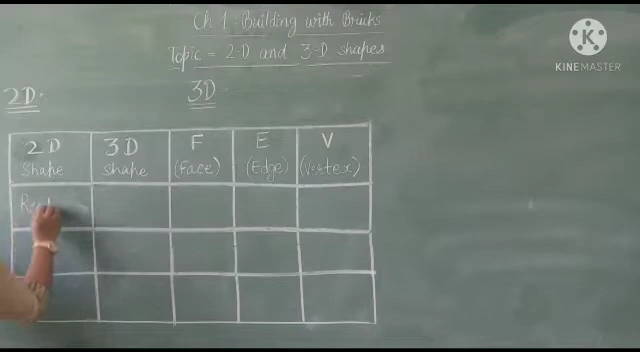 Ch 1: Building with Bricks
Topic = 2-D and 3-D shapes
2D:
3D
2D shape
3D shape
F (Face)
E (Edge)
V (Vertex)
KINEMASTER